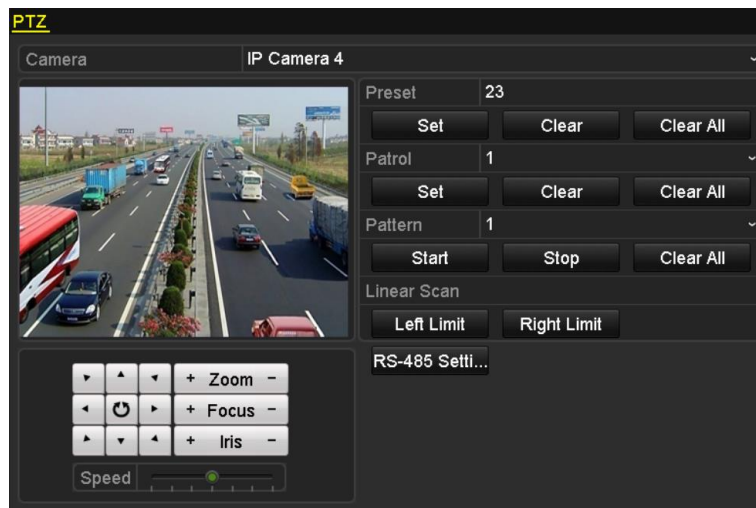 PTZ
Camera IP Camera 4
Preset 23
Set Clear Clear All
Patrol 1
Set Clear Clear All
Pattern 1
Start Stop Clear All
Linear Scan
Left Limit Right Limit
RS-485 Setti...
+ Zoom -
+ Focus -
+ Iris -
Speed